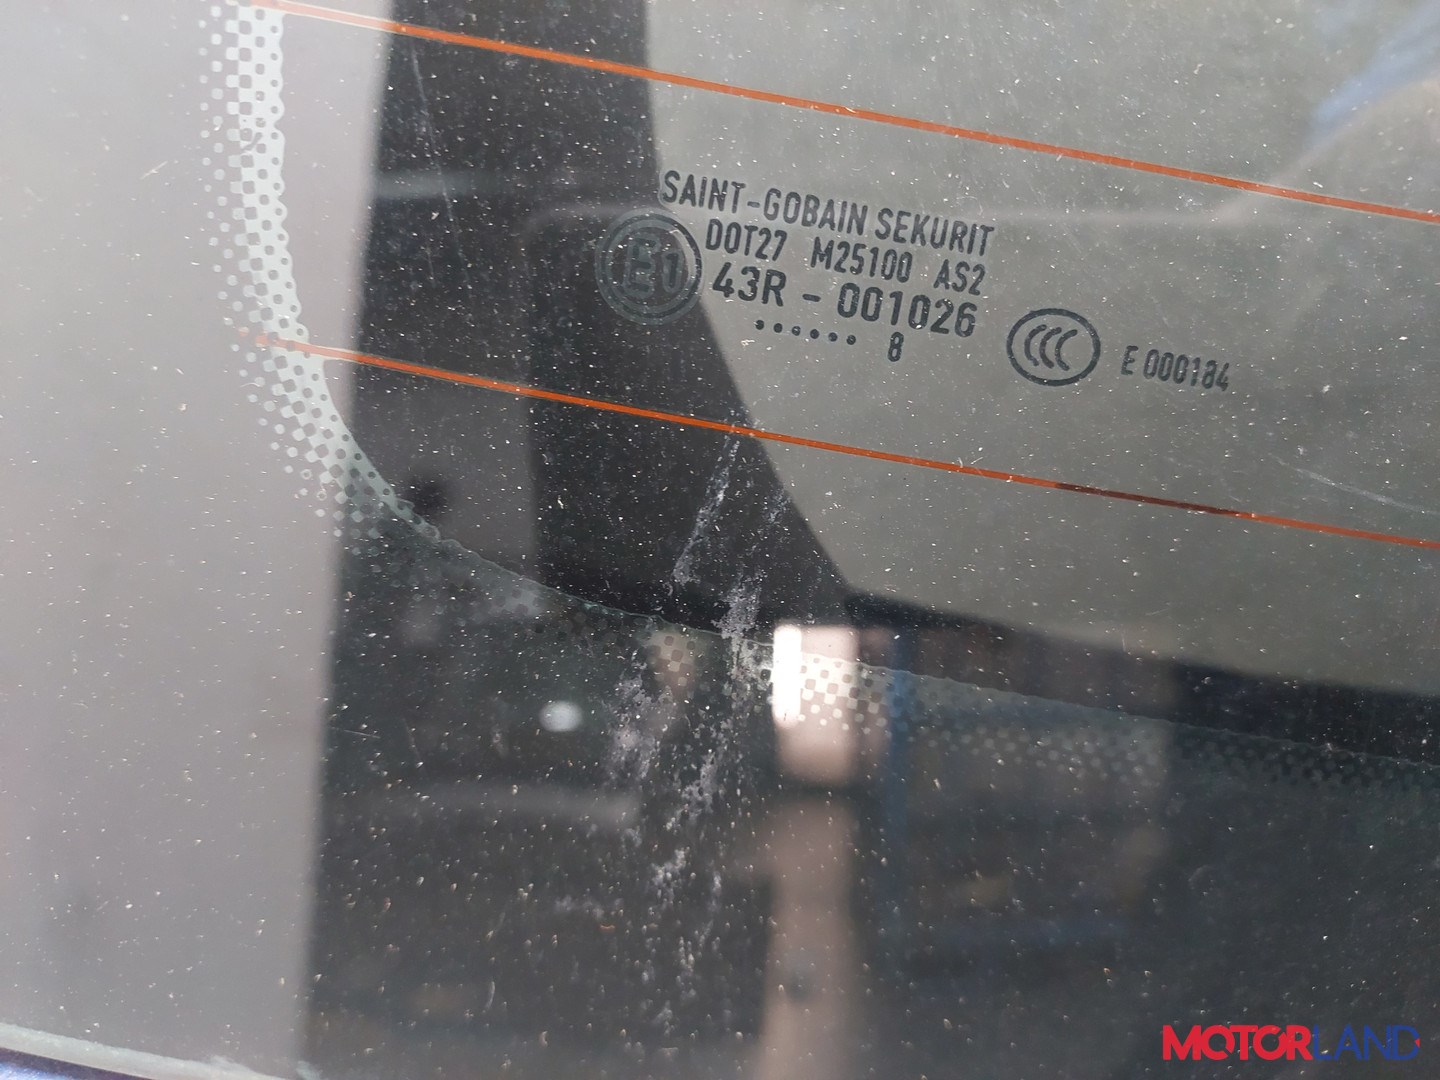 SAINT-GOBAIN SEKURIT
DOT27 M25100 AS2
E1
43R - 001026
...... 8
CCC E 000184
MOTORLAND